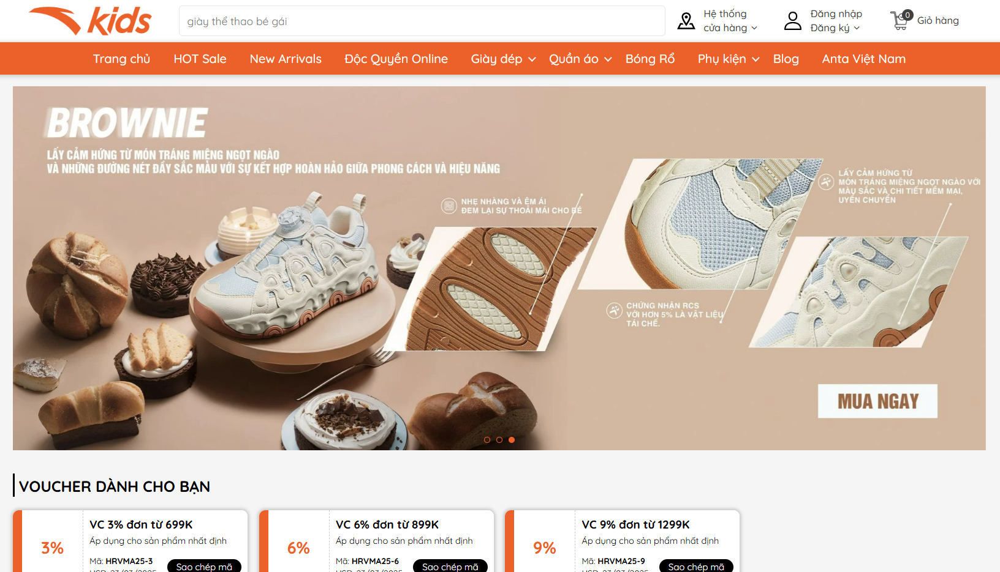 kids
giày thể thao bé gái
Hệ thống
cửa hàng
Đăng nhập
Đăng ký
0
Giỏ hàng
Trang chủ HOT Sale New Arrivals Độc Quyền Online Giày dép Quần áo Bóng Rổ Phụ kiện Blog Anta Việt Nam
BROWNIE
LẤY CẢM HỨNG TỪ MÓN TRÁNG MIỆNG NGỌT NGÀO
VÀ NHỮNG ĐƯỜNG NÉT ĐẦY SẮC MÀU VỚI SỰ KẾT HỢP HOÀN HẢO GIỮA PHONG CÁCH VÀ HIỆU NĂNG
NHẸ NHÀNG VÀ ÊM ÁI
ĐEM LẠI SỰ THOẢI MÁI CHO BÉ
LẤY CẢM HỨNG TỪ
MÓN TRÁNG MIỆNG NGỌT NGÀO VỚI
MÀU SẮC VÀ CHI TIẾT MỀM MẠI,
UYỂN CHUYỂN
CHỨNG NHẬN RCS
VỚI HƠN 5% LÀ VẬT LIỆU
TÁI CHẾ.
MUA NGAY
VOUCHER DÀNH CHO BẠN
3%
VC 3% đơn từ 699K
Áp dụng cho sản phẩm nhất định
Mã: HRVMA25-3
Sao chép mã
6%
VC 6% đơn từ 899K
Áp dụng cho sản phẩm nhất định
Mã: HRVMA25-6
Sao chép mã
9%
VC 9% đơn từ 1299K
Áp dụng cho sản phẩm nhất định
Mã: HRVMA25-9
Sao chép mã